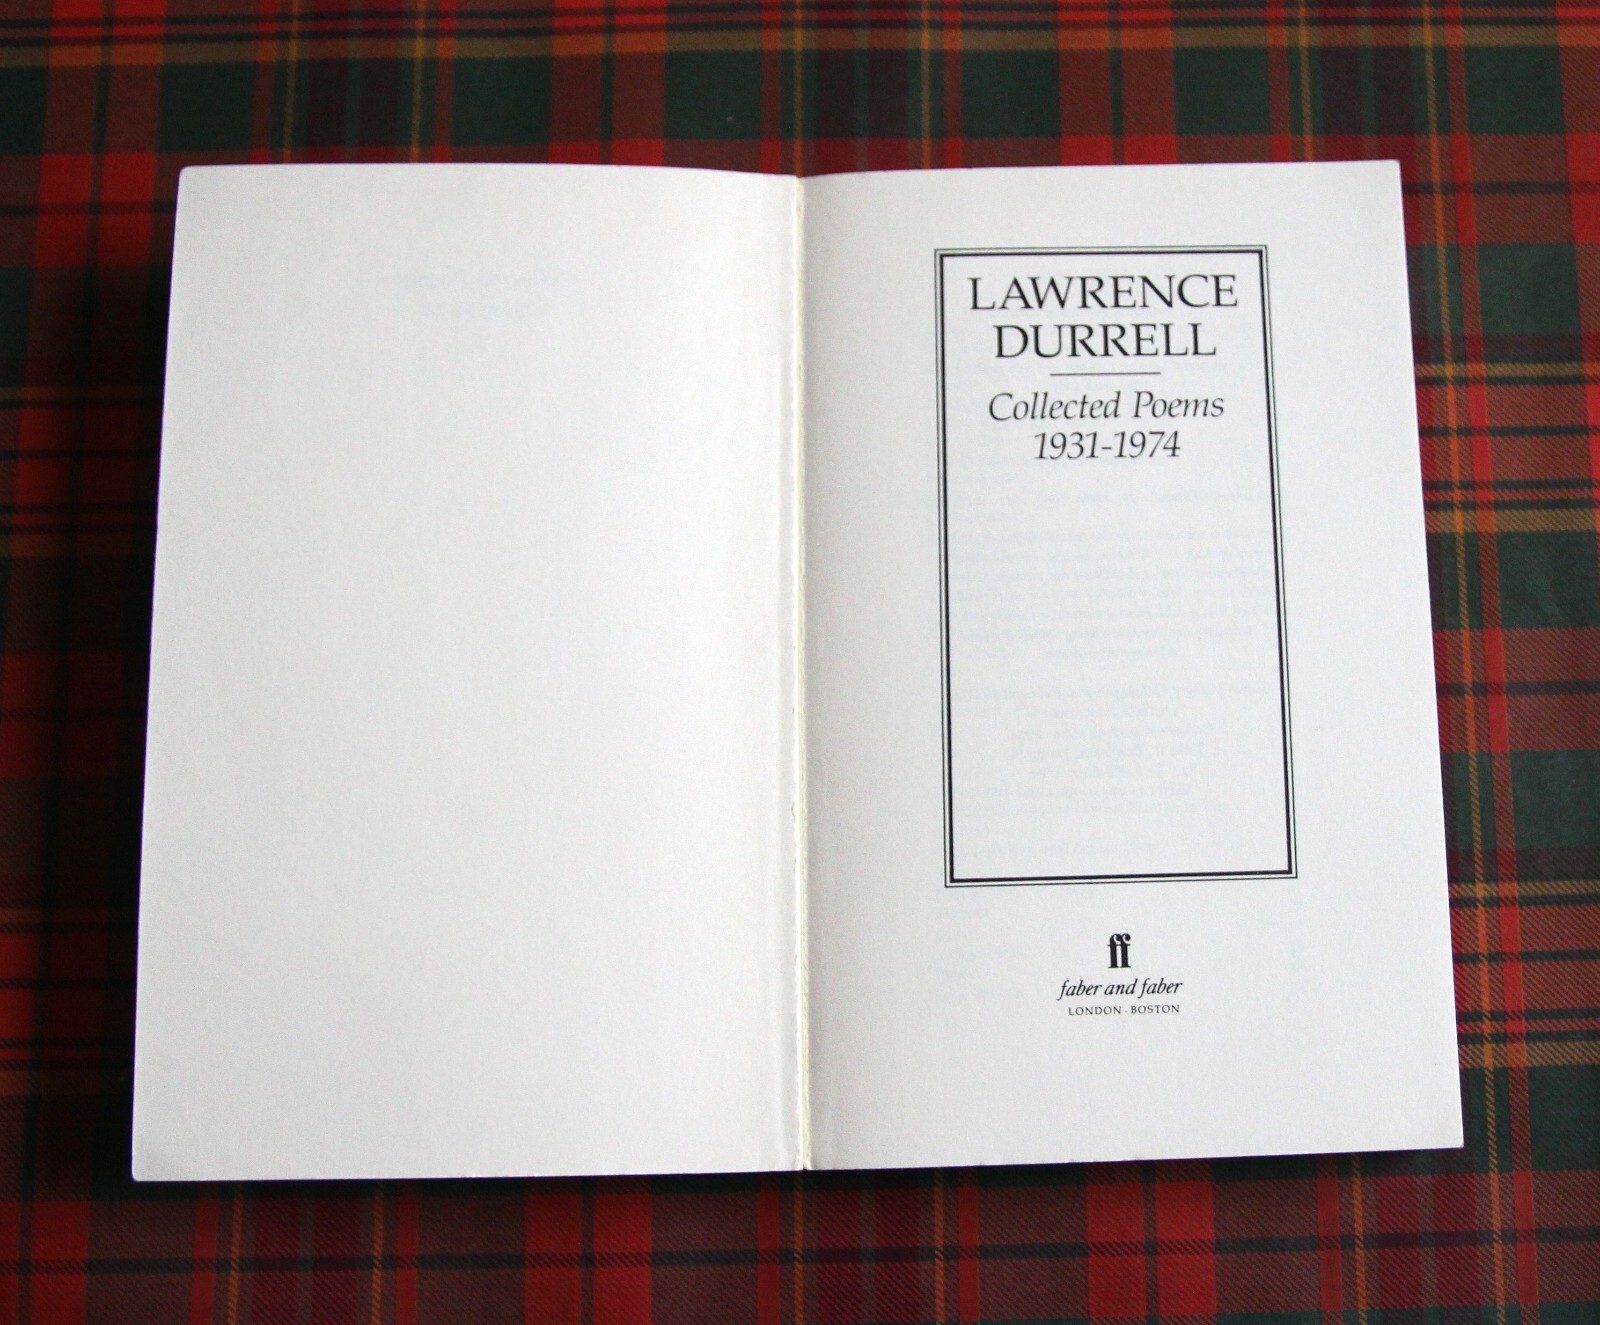 LAWRENCE
DURRELL
Collected Poems
1931-1974
ff
faber and faber
LONDON · BOSTON